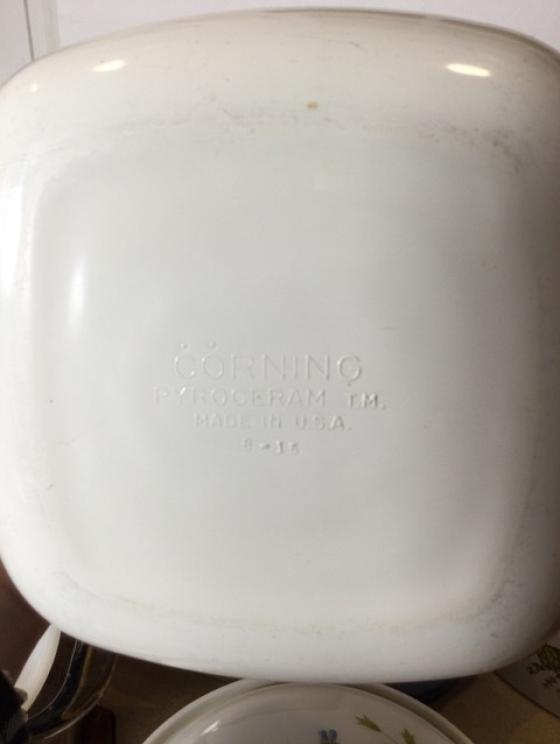 CORNING
PYROCERAM T.M.
MADE IN U.S.A.